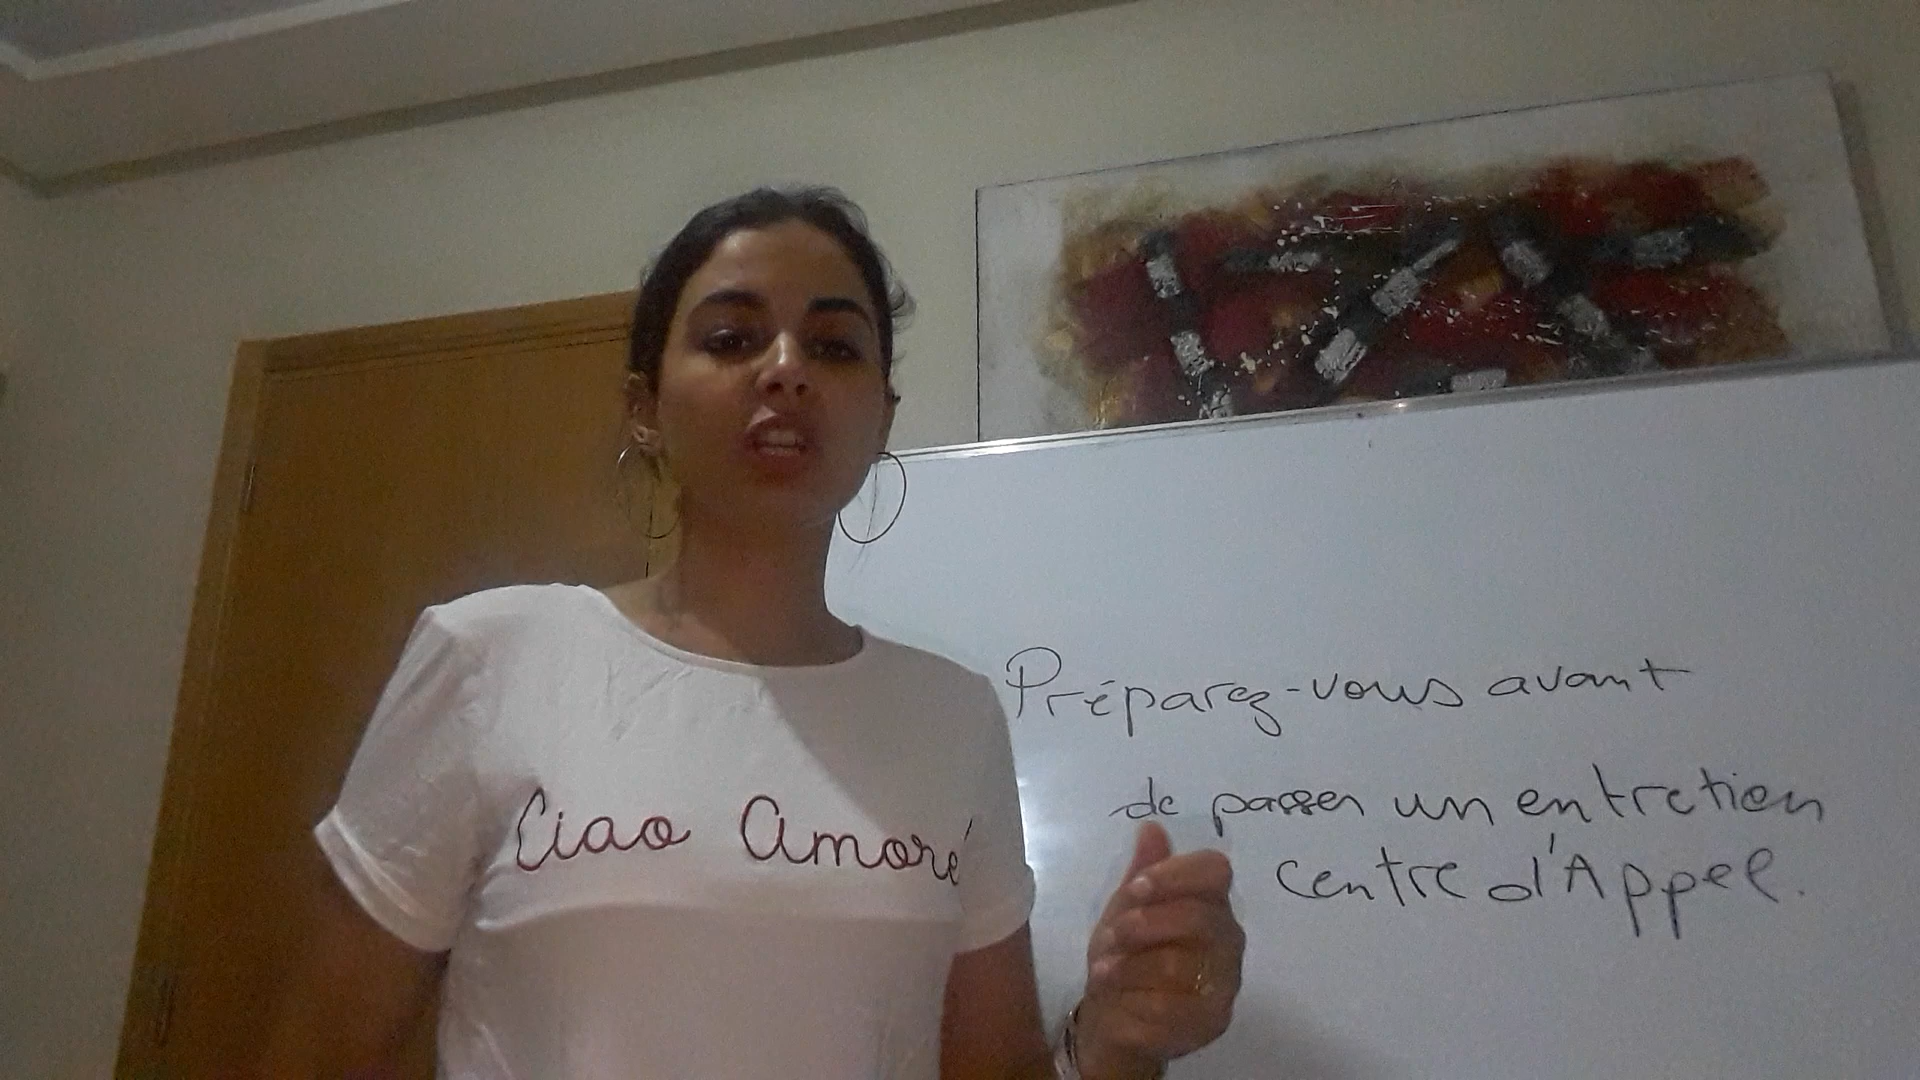 Ciao Amoré
Préparez-vous avant
de passer un entretien
centre d'Appel.